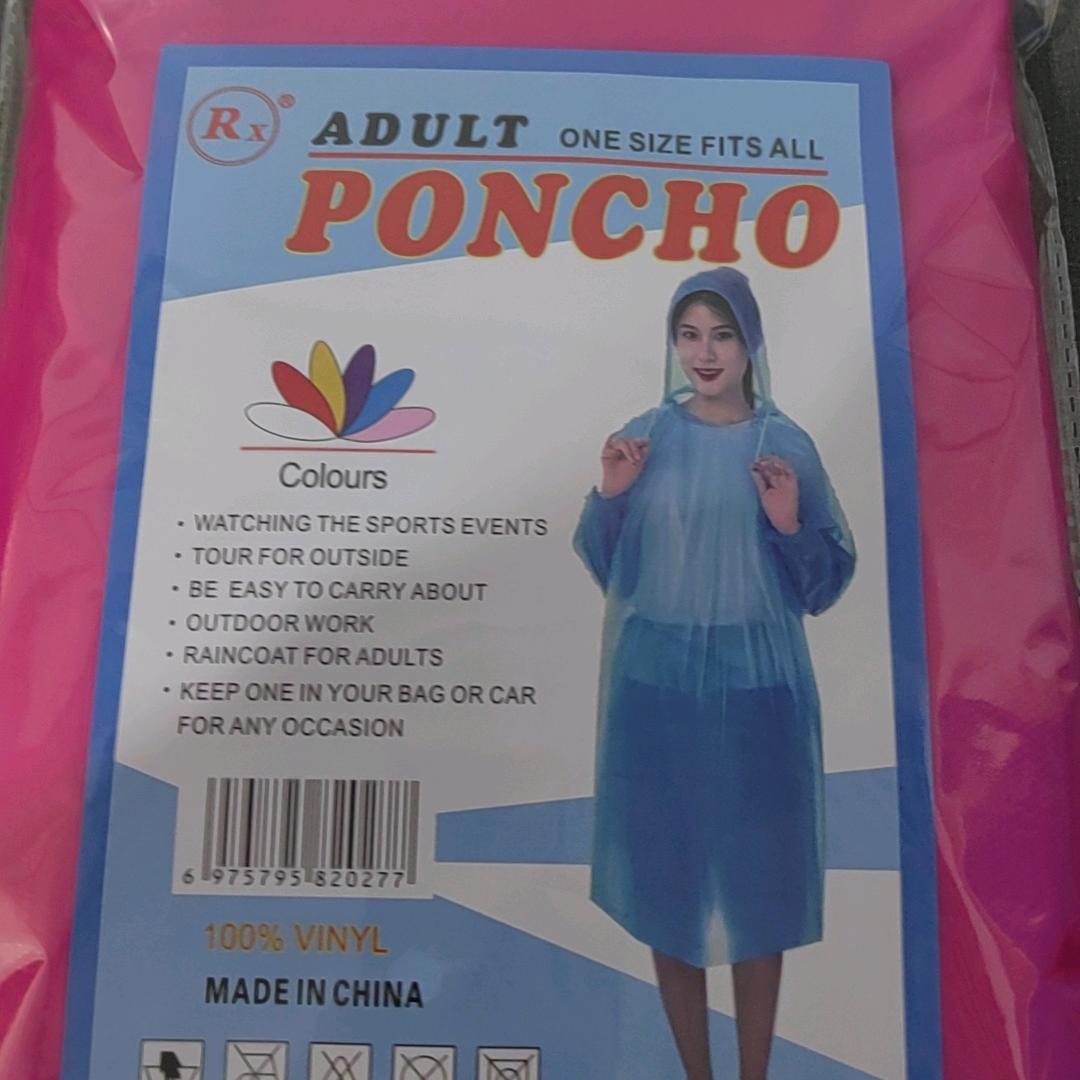 Rx®
ADULT ONE SIZE FITS ALL
PONCHO
Colours
• WATCHING THE SPORTS EVENTS
• TOUR FOR OUTSIDE
• BE EASY TO CARRY ABOUT
• OUTDOOR WORK
• RAINCOAT FOR ADULTS
• KEEP ONE IN YOUR BAG OR CAR
FOR ANY OCCASION
6 975795 820277
100% VINYL
MADE IN CHINA